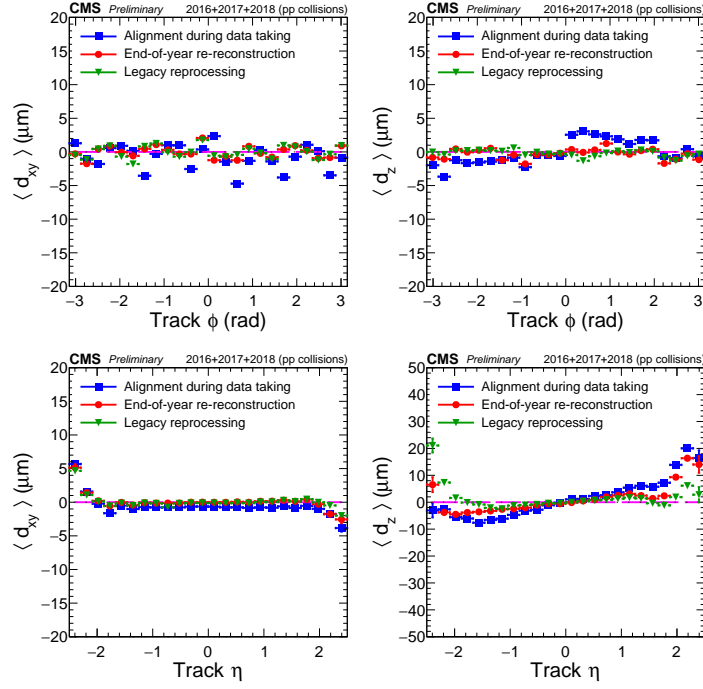 CMS Preliminary 2016+2017+2018 (pp collisions)
Alignment during data taking
End-of-year re-reconstruction
Legacy reprocessing
⟨ d_xy ⟩ (μm)
20
15
10
5
0
−5
−10
−15
−20
−3 −2 −1 0 1 2 3
Track ϕ (rad)
CMS Preliminary 2016+2017+2018 (pp collisions)
Alignment during data taking
End-of-year re-reconstruction
Legacy reprocessing
⟨ d_z ⟩ (μm)
20
15
10
5
0
−5
−10
−15
−20
−3 −2 −1 0 1 2 3
Track ϕ (rad)
CMS Preliminary 2016+2017+2018 (pp collisions)
Alignment during data taking
End-of-year re-reconstruction
Legacy reprocessing
⟨ d_xy ⟩ (μm)
20
15
10
5
0
−5
−10
−15
−20
−2 −1 0 1 2
Track η
CMS Preliminary 2016+2017+2018 (pp collisions)
Alignment during data taking
End-of-year re-reconstruction
Legacy reprocessing
⟨ d_z ⟩ (μm)
50
40
30
20
10
0
−10
−20
−30
−40
−50
−2 −1 0 1 2
Track η